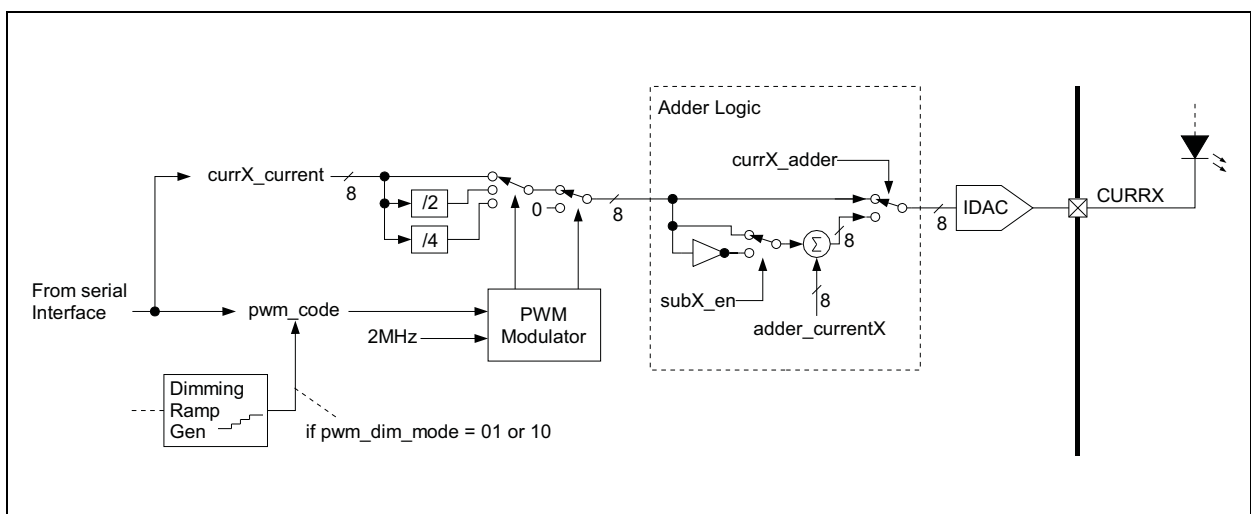 Adder Logic
currX_adder
currX_current
8
/2
/4
0
8
Σ
8
8
IDAC
CURRX
subX_en
8
adder_currentX
From serial
Interface
pwm_code
2MHz
PWM
Modulator
Dimming
Ramp
Gen
if pwm_dim_mode = 01 or 10